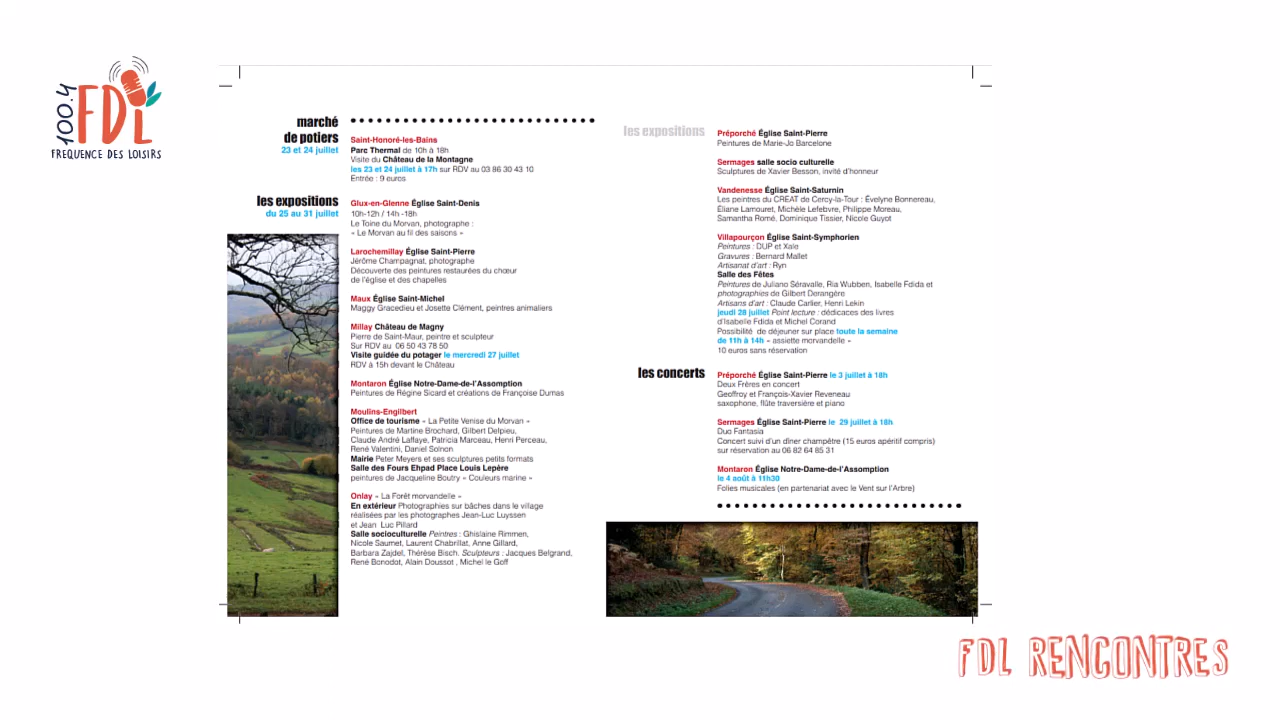 100.4 FDL
FREQUENCE DES LOISIRS
marché
de potiers
23 et 24 juillet
Saint-Honoré-les-Bains
Parc Thermal de 10h à 18h
Visite du Château de la Montagne
les 23 et 24 juillet à 17h sur RDV au 03 86 30 43 10
Entrée : 9 euros
les expositions
du 25 au 31 juillet
Glux-en-Glenne Église Saint-Denis
10h-12h / 14h -18h
Le Toine du Morvan, photographe :
« Le Morvan au fil des saisons »
Larochemillay Église Saint-Pierre
Jérôme Champagnat, photographe
Découverte des peintures restaurées du chœur
de l'église et des chapelles
Maux Église Saint-Michel
Maggy Gracedieu et Josette Clément, peintres animaliers
Millay Château de Magny
Pierre de Saint-Maur, peintre et sculpteur
Sur RDV au 06 50 43 78 50
Visite guidée du potager le mercredi 27 juillet
RDV à 15h devant le Château
Montaron Église Notre-Dame-de-l'Assomption
Peintures de Régine Sicard et créations de Françoise Dumas
Moulins-Engilbert
Office de tourisme « La Petite Venise du Morvan »
Peintures de Martine Brochard, Gilbert Delpieu,
Claude André Laffaye, Patricia Marceau, Henri Perceau,
René Valentini, Daniel Solnon
Mairie Peter Meyers et ses sculptures petits formats
Salle des Fours Ehpad Place Louis Lepère
peintures de Jacqueline Boutry « Couleurs marine »
Onlay « La Forêt morvandelle »
En extérieur Photographies sur bâches dans le village
réalisées par les photographes Jean-Luc Luyssen
et Jean Luc Pillard
Salle socioculturelle Peintres : Ghislaine Rimmen,
Nicole Saumet, Laurent Chabrillat, Anne Gillard,
Barbara Zajdel, Thérèse Bisch. Sculpteurs : Jacques Belgrand,
René Bonodot, Alain Doussot , Michel le Goff
les expositions
Préporché Église Saint-Pierre
Peintures de Marie-Jo Barcelone
Sermages salle socio culturelle
Sculptures de Xavier Besson, invité d'honneur
Vandenesse Église Saint-Saturnin
Les peintres du CREAT de Cercy-la-Tour : Évelyne Bonnereau,
Éliane Lamouret, Michèle Lefebvre, Philippe Moreau,
Samantha Romé, Dominique Tissier, Nicole Guyot
Villapourçon Église Saint-Symphorien
Peintures : DUP et Xale
Gravures : Bernard Mallet
Artisanat d'art : Ryn
Salle des Fêtes
Peintures de Juliano Séravalle, Ria Wubben, Isabelle Fdida et
photographies de Gilbert Derangère
Artisans d'art : Claude Carlier, Henri Lekin
jeudi 28 juillet Point lecture : dédicaces des livres
d'Isabelle Fdida et Michel Corand
Possibilité de déjeuner sur place toute la semaine
de 11h à 14h « assiette morvandelle »
10 euros sans réservation
les concerts
Préporché Église Saint-Pierre le 3 juillet à 18h
Deux Frères en concert
Geoffroy et François-Xavier Reveneau
saxophone, flûte traversière et piano
Sermages Église Saint-Pierre le 29 juillet à 18h
Duo Fantasia
Concert suivi d'un dîner champêtre (15 euros apéritif compris)
sur réservation au 06 82 64 85 31
Montaron Église Notre-Dame-de-l'Assomption
le 4 août à 11h30
Folies musicales (en partenariat avec le Vent sur l'Arbre)
FDL RENCONTRES